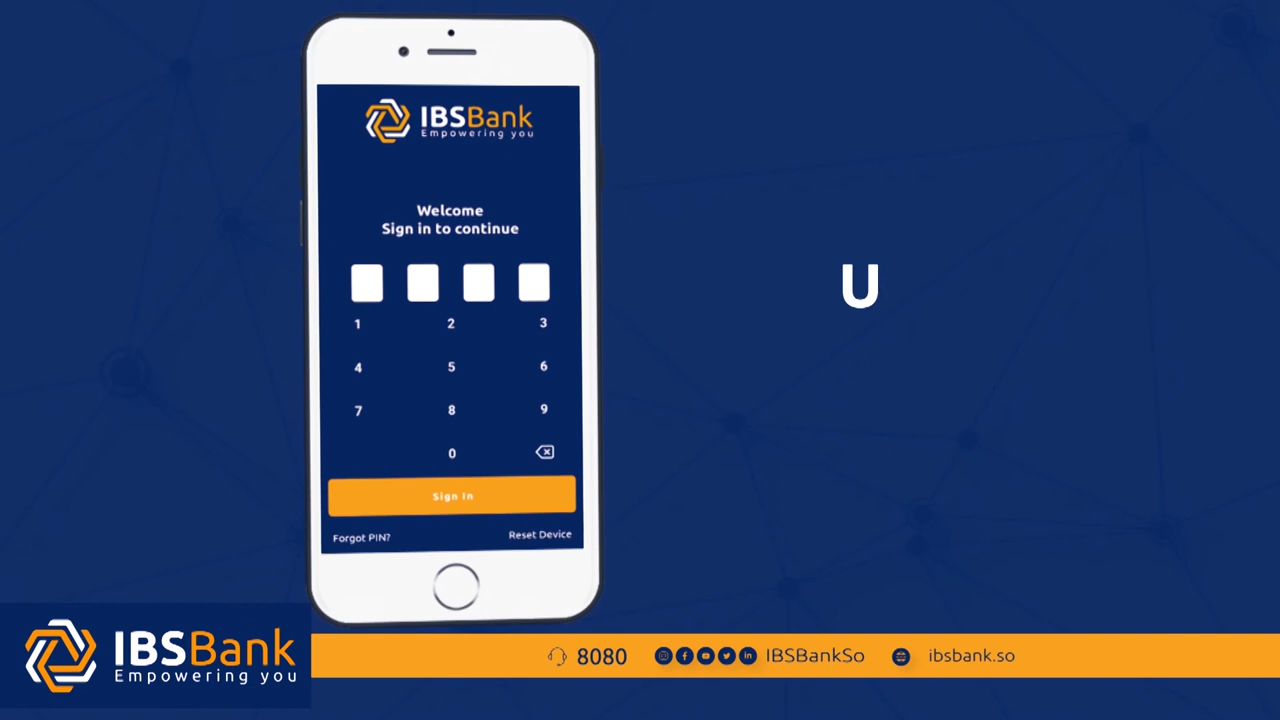 IBSBank
Empowering you
Welcome
Sign in to continue
1 2 3
4 5 6
7 8 9
0
Sign In
Forgot PIN? Reset Device
U
IBSBank
Empowering you
8080 IBSBankSo ibsbank.so